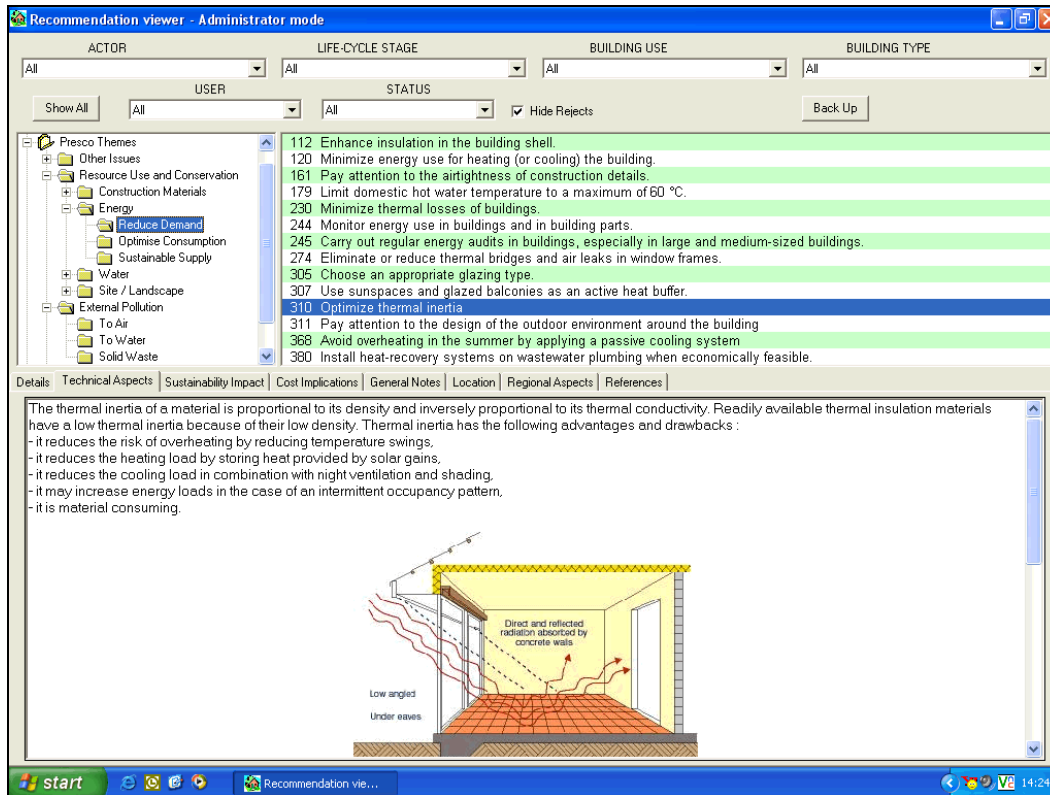 Recommendation viewer - Administrator mode
ACTOR
LIFE-CYCLE STAGE
BUILDING USE
BUILDING TYPE
All
All
All
All
USER
STATUS
Show All
All
All
Hide Rejects
Back Up
Presco Themes
Other Issues
Resource Use and Conservation
Construction Materials
Energy
Reduce Demand
Optimise Consumption
Sustainable Supply
Water
Site / Landscape
External Pollution
To Air
To Water
Solid Waste
112 Enhance insulation in the building shell.
120 Minimize energy use for heating (or cooling) the building.
161 Pay attention to the airtightness of construction details.
179 Limit domestic hot water temperature to a maximum of 60 °C.
230 Minimize thermal losses of buildings.
244 Monitor energy use in buildings and in building parts.
245 Carry out regular energy audits in buildings, especially in large and medium-sized buildings.
274 Eliminate or reduce thermal bridges and air leaks in window frames.
305 Choose an appropriate glazing type.
307 Use sunspaces and glazed balconies as an active heat buffer.
310 Optimize thermal inertia
311 Pay attention to the design of the outdoor environment around the building
368 Avoid overheating in the summer by applying a passive cooling system
380 Install heat-recovery systems on wastewater plumbing when economically feasible.
Details Technical Aspects Sustainability Impact Cost Implications General Notes Location Regional Aspects References
The thermal inertia of a material is proportional to its density and inversely proportional to its thermal conductivity. Readily available thermal insulation materials
have a low thermal inertia because of their low density. Thermal inertia has the following advantages and drawbacks :
- it reduces the risk of overheating by reducing temperature swings,
- it reduces the heating load by storing heat provided by solar gains,
- it reduces the cooling load in combination with night ventilation and shading,
- it may increase energy loads in the case of an intermittent occupancy pattern,
- it is material consuming.
Direct and reflected
radiation absorbed by
concrete walls
Low angled
Under eaves
start
Recommendation vie...
14:24